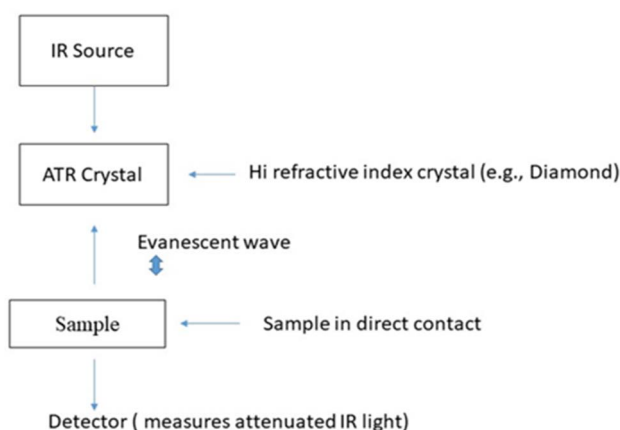 IR Source
ATR Crystal
Hi refractive index crystal (e.g., Diamond)
Evanescent wave
Sample
Sample in direct contact
Detector ( measures attenuated IR light)